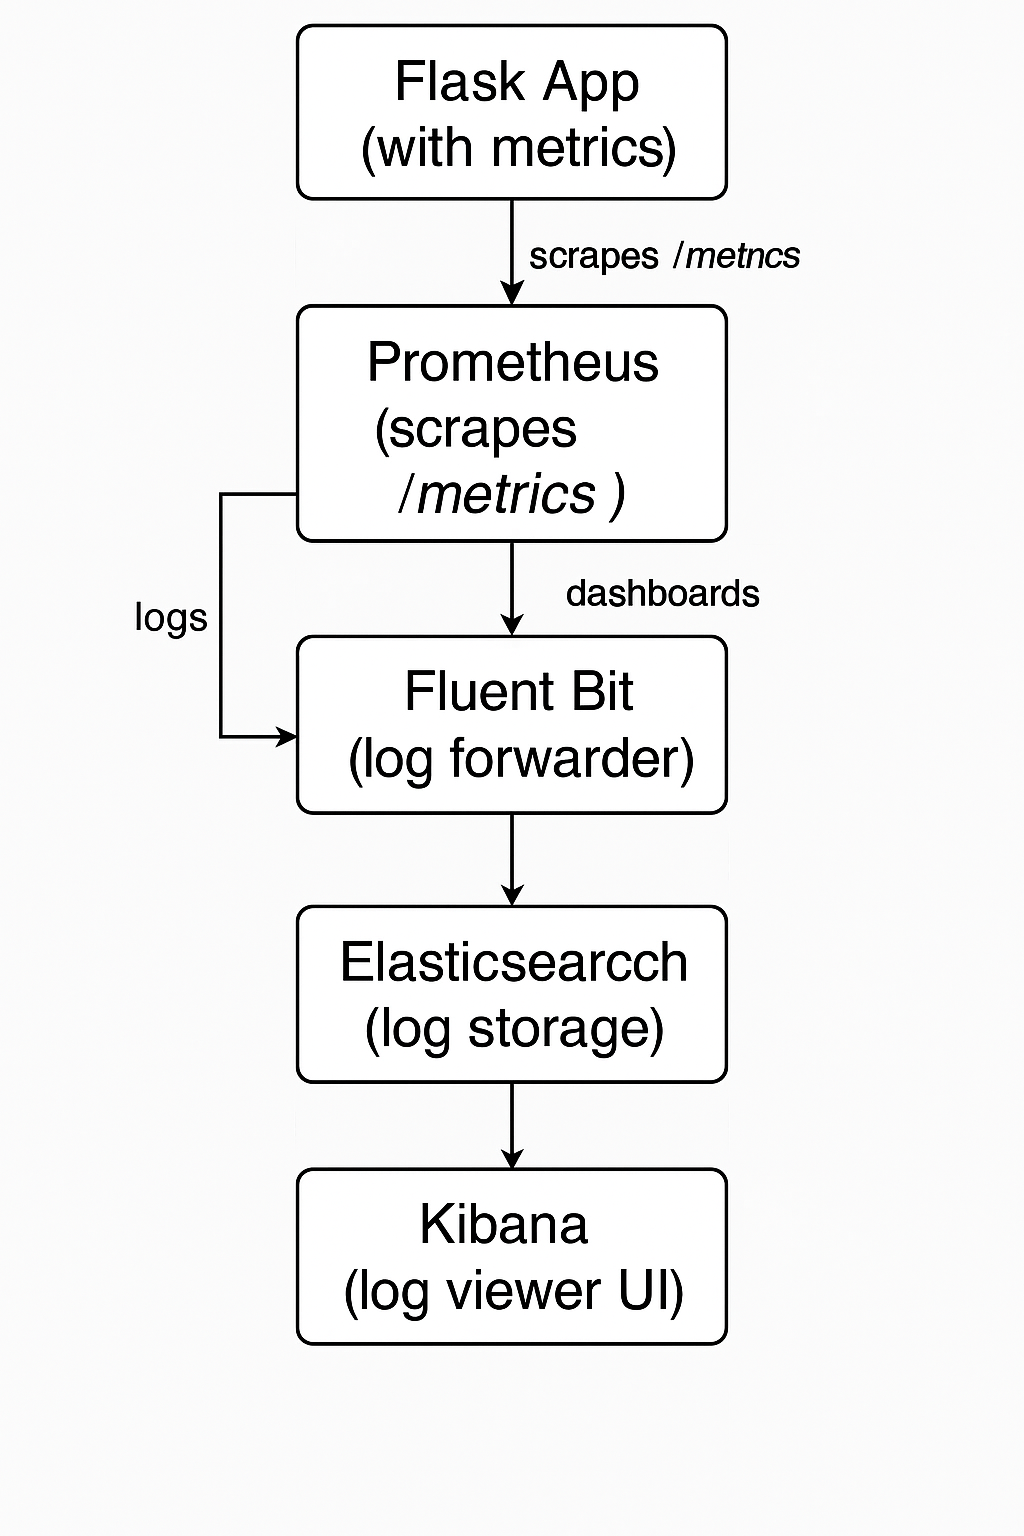 Flask App
(with metrics)
scrapes /metncs
Prometheus
(scrapes
/metrics )
dashboards
logs
Fluent Bit
(log forwarder)
Elasticsearcch
(log storage)
Kibana
(log viewer UI)